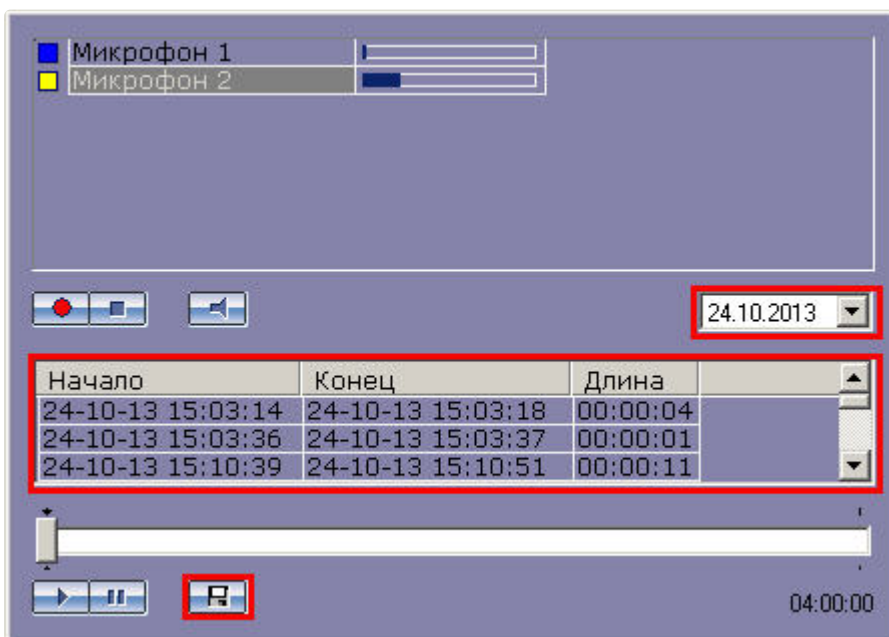 Микрофон 1
Микрофон 2
24.10.2013
Начало Конец Длина
24-10-13 15:03:14 24-10-13 15:03:18 00:00:04
24-10-13 15:03:36 24-10-13 15:03:37 00:00:01
24-10-13 15:10:39 24-10-13 15:10:51 00:00:11
04:00:00